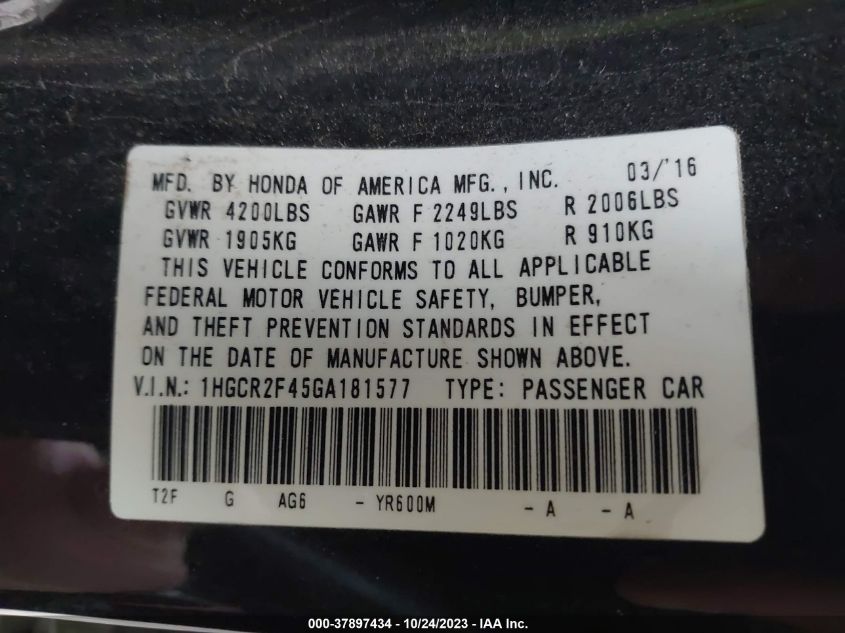 MFD. BY HONDA OF AMERICA MFG., INC. 03/'16
GVWR 4200LBS GAWR F 2249LBS R 2006LBS
GVWR 1905KG GAWR F 1020KG R 910KG
THIS VEHICLE CONFORMS TO ALL APPLICABLE
FEDERAL MOTOR VEHICLE SAFETY, BUMPER,
AND THEFT PREVENTION STANDARDS IN EFFECT
ON THE DATE OF MANUFACTURE SHOWN ABOVE.
V.I.N.: 1HGCR2F45GA181577 TYPE: PASSENGER CAR
T2F G AG6 - YR600M - A - A
000-37897434 - 10/24/2023 - IAA Inc.